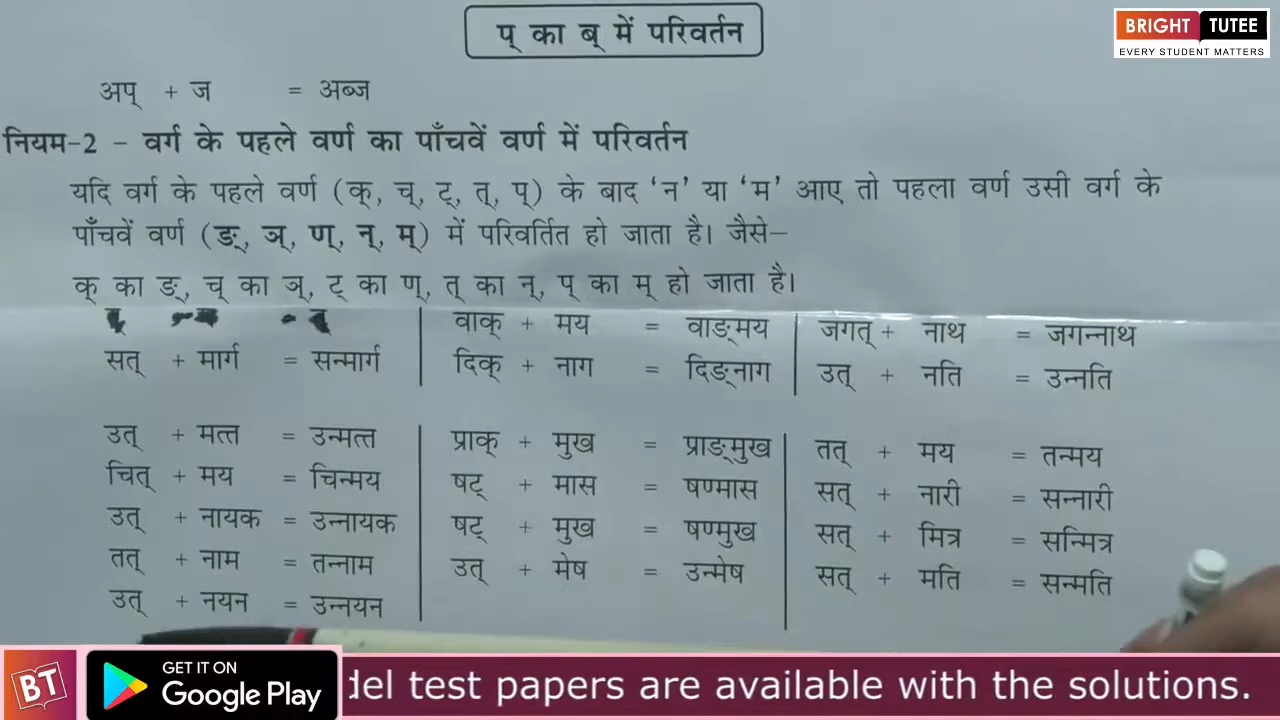 प् का ब् में परिवर्तन
BRIGHT TUTEE
EVERY STUDENT MATTERS
अप् + ज = अब्ज
नियम-2 - वर्ग के पहले वर्ण का पाँचवें वर्ण में परिवर्तन
यदि वर्ग के पहले वर्ण (क्, च्, ट्, त्, प्) के बाद ‘न’ या ‘म’ आए तो पहला वर्ण उसी वर्ग के
पाँचवें वर्ण (ङ्, ञ्, ण्, न्, म्) में परिवर्तित हो जाता है। जैसे–
क् का ङ्, च् का ञ्, ट् का ण्, त् का न्, प् का म् हो जाता है।
वाक् + मय = वाङ्मय जगत् + नाथ = जगन्नाथ
सत् + मार्ग = सन्मार्ग दिक् + नाग = दिङ्नाग उत् + नति = उन्नति
उत् + मत्त = उन्मत्त प्राक् + मुख = प्राङ्मुख तत् + मय = तन्मय
चित् + मय = चिन्मय षट् + मास = षण्मास सत् + नारी = सन्नारी
उत् + नायक = उन्नायक षट् + मुख = षण्मुख सत् + मित्र = सन्मित्र
तत् + नाम = तन्नाम उत् + मेष = उन्मेष सत् + मति = सन्मति
उत् + नयन = उन्नयन
BT GET IT ON
Google Play
del test papers are available with the solutions.